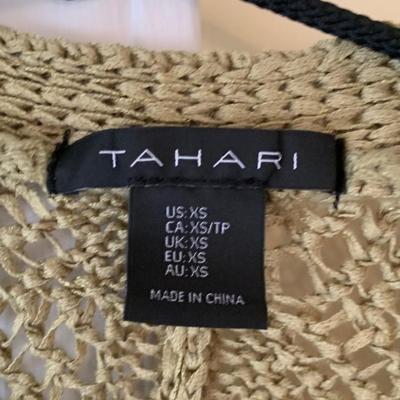 TAHARI
US: XS
CA: XS/TP
UK: XS
EU: XS
AU: XS
MADE IN CHINA